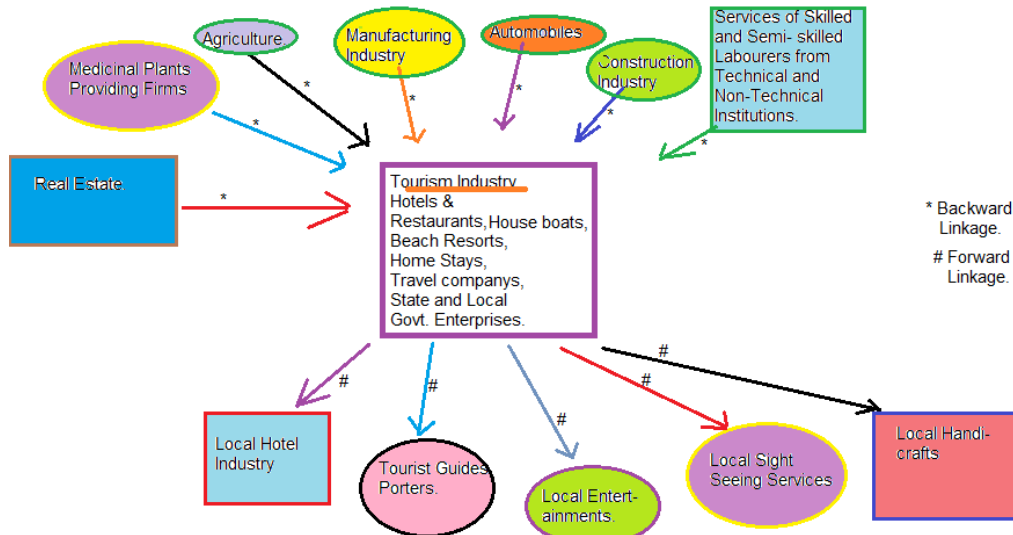 Agriculture.
Medicinal Plants
Providing Firms
Manufacturing
Industry
Automobiles
Construction
Industry
Services of Skilled
and Semi- skilled
Labourers from
Technical and
Non-Technical
Institutions.
*
*
*
*
*
*
Real Estate
*
Tourism Industry
Hotels &
Restaurants, House boats,
Beach Resorts,
Home Stays,
Travel companys,
State and Local
Govt. Enterprises.
* Backward
Linkage.
# Forward
Linkage.
#
#
#
#
#
Local Hotel
Industry
Tourist Guides
Porters.
Local Entert-
ainments.
Local Sight
Seeing Services
Local Handi-
crafts